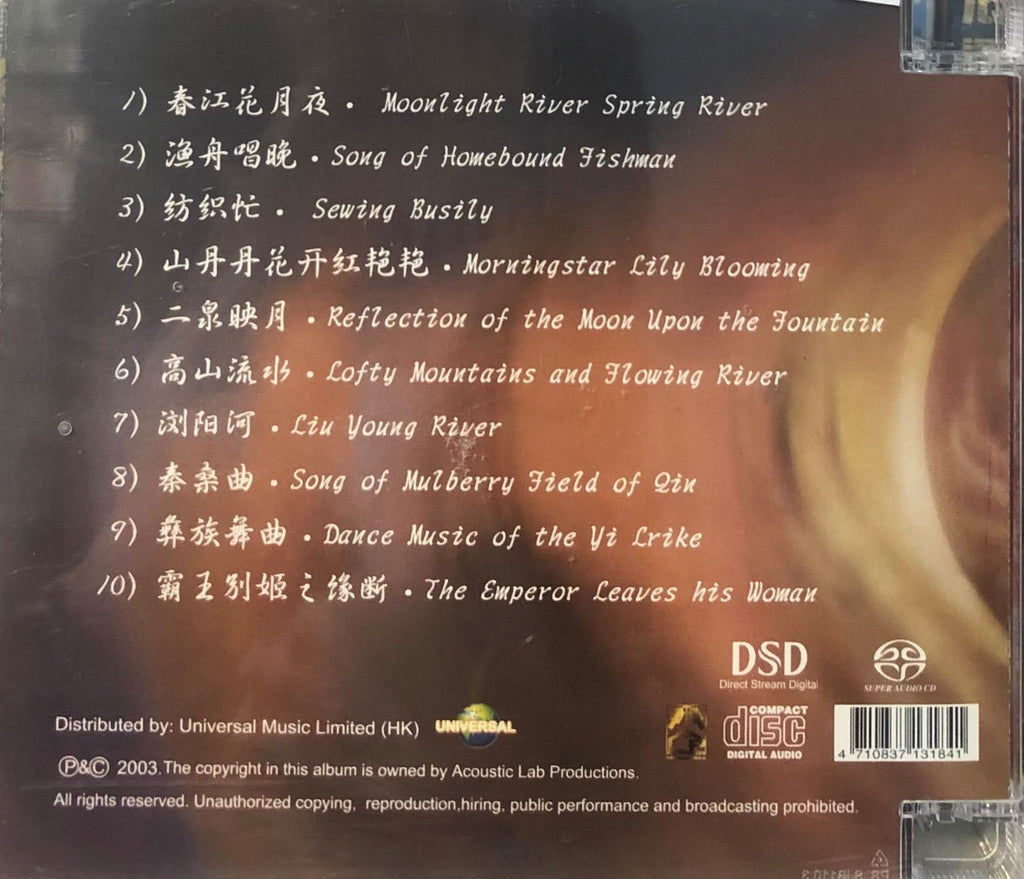 1) 春江花月夜 • Moonlight River Spring River
2) 渔舟唱晚 • Song of Homebound Fishman
3) 纺织忙 • Sewing Busily
4) 山丹丹花开红艳艳 • Morningstar Lily Blooming
5) 二泉映月 • Reflection of the Moon Upon the Fountain
6) 高山流水 • Lofty Mountains and Flowing River
7) 浏阳河 • Liu Young River
8) 秦桑曲 • Song of Mulberry Field of Qin
9) 彝族舞曲 • Dance Music of the Yi Lrike
10) 霸王别姬之缘断 • The Emperor Leaves his Woman
DSD
Direct Stream Digital
SUPER AUDIO CD
Distributed by: Universal Music Limited (HK) UNIVERSAL
COMPACT
disc
DIGITAL AUDIO
4 710837 131841
P&C 2003.The copyright in this album is owned by Acoustic Lab Productions.
All rights reserved. Unauthorized copying, reproduction,hiring, public performance and broadcasting prohibited.